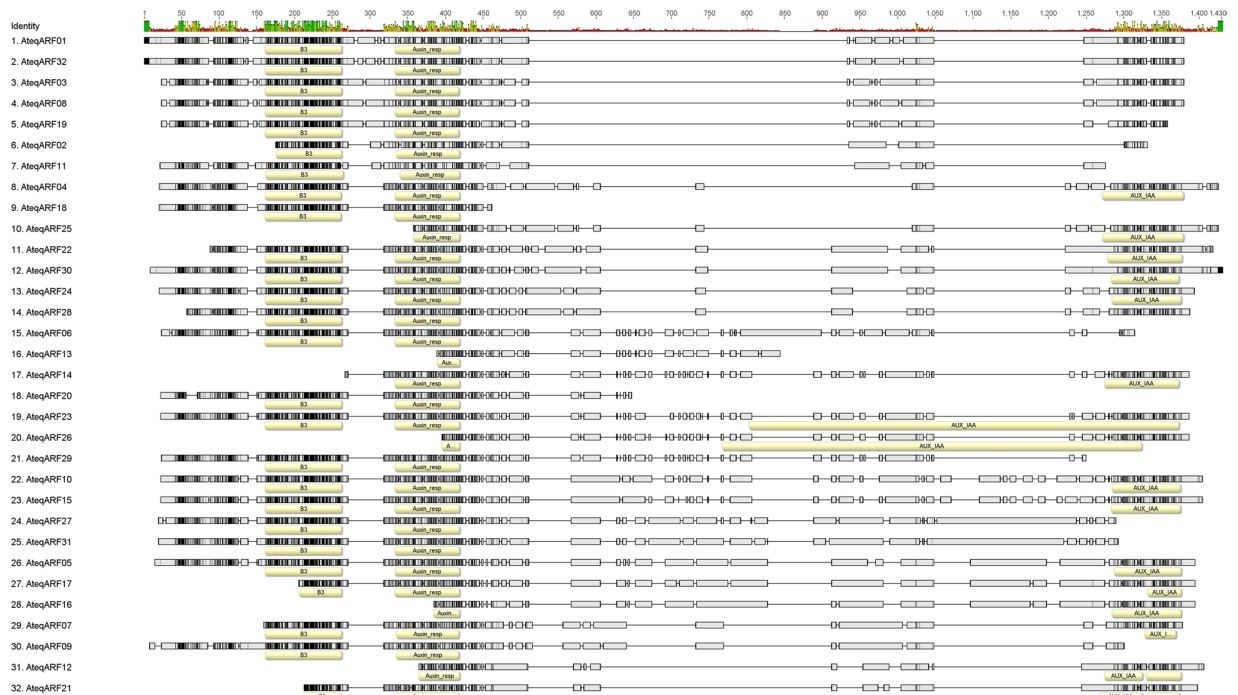 Identity
1 50 100 150 200 250 300 350 400 450 500 550 600 650 700 750 800 850 900 950 1,000 1,050 1,100 1,150 1,200 1,250 1,300 1,350 1,400 1,430
1. AteqARF01
B3 Auxin_resp
2. AteqARF32
B3 Auxin_resp
3. AteqARF03
B3 Auxin_resp
4. AteqARF08
B3 Auxin_resp
5. AteqARF19
B3 Auxin_resp
6. AteqARF02
B3 Auxin_resp
7. AteqARF11
B3 Auxin_resp
8. AteqARF04
B3 Auxin_resp AUX_IAA
9. AteqARF18
B3 Auxin_resp
10. AteqARF25
Auxin_resp AUX_IAA
11. AteqARF22
B3 Auxin_resp AUX_IAA
12. AteqARF30
B3 Auxin_resp AUX_IAA
13. AteqARF24
B3 Auxin_resp AUX_IAA
14. AteqARF28
B3 Auxin_resp AUX_IAA
15. AteqARF06
B3 Auxin_resp
16. AteqARF13
Aux...
17. AteqARF14
Auxin_resp AUX_IAA
18. AteqARF20
B3 Auxin_resp
19. AteqARF23
B3 Auxin_resp AUX_IAA
20. AteqARF26
A... AUX_IAA
21. AteqARF29
B3 Auxin_resp
22. AteqARF10
B3 Auxin_resp AUX_IAA
23. AteqARF15
B3 Auxin_resp AUX_IAA
24. AteqARF27
B3 Auxin_resp
25. AteqARF31
B3 Auxin_resp
26. AteqARF05
B3 Auxin_resp AUX_IAA
27. AteqARF17
B3 Auxin_resp AUX_IAA
28. AteqARF16
Auxin... AUX_IAA
29. AteqARF07
B3 Auxin_resp AUX_I...
30. AteqARF09
B3 Auxin_resp
31. AteqARF12
Auxin_resp AUX_IAA AUX_IAA
32. AteqARF21